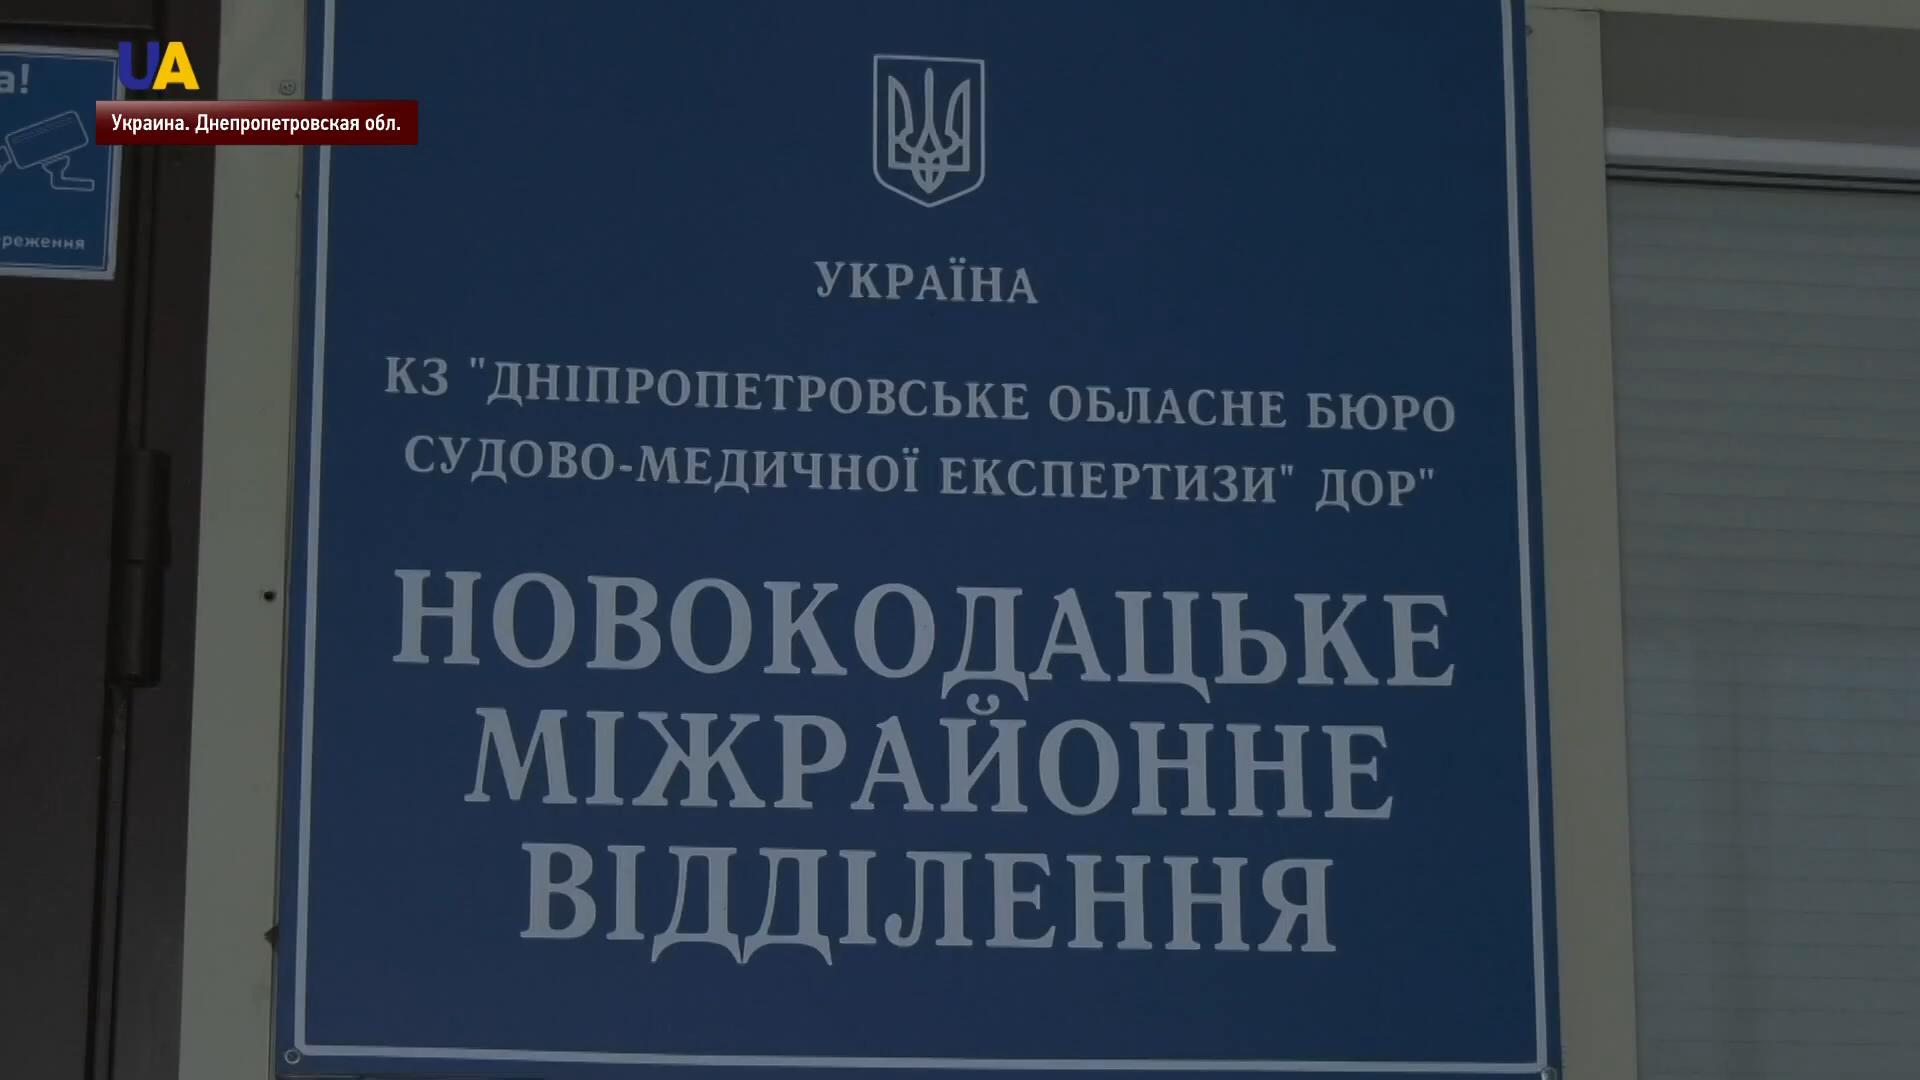 а!
UA
Украина. Днепропетровская обл.
УКРАЇНА
КЗ "ДНІПРОПЕТРОВСЬКЕ ОБЛАСНЕ БЮРО
СУДОВО-МЕДИЧНОЇ ЕКСПЕРТИЗИ" ДОР"
НОВОКОДАЦЬКЕ
МІЖРАЙОННЕ
ВІДДІЛЕННЯ